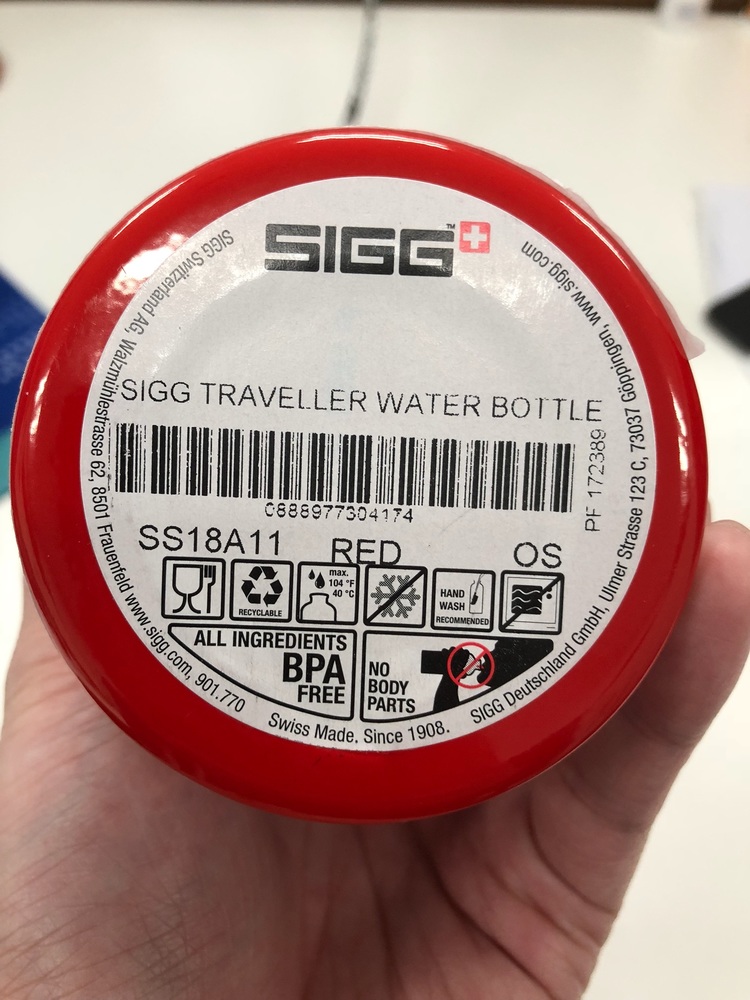 SIGG™
SIGG TRAVELLER WATER BOTTLE
0888977304174
PF 172389
SS18A11 RED OS
RECYCLABLE
max.
104 °F
40 °C
HAND
WASH
RECOMMENDED
ALL INGREDIENTS
BPA
FREE
NO
BODY
PARTS
SIGG Switzerland AG, Walzmühlestrasse 62, 8501 Frauenfeld www.sigg.com, 901.770
Swiss Made. Since 1908.
SIGG Deutschland GmbH, Ulmer Strasse 123 C, 73037 Göppingen, www.sigg.com